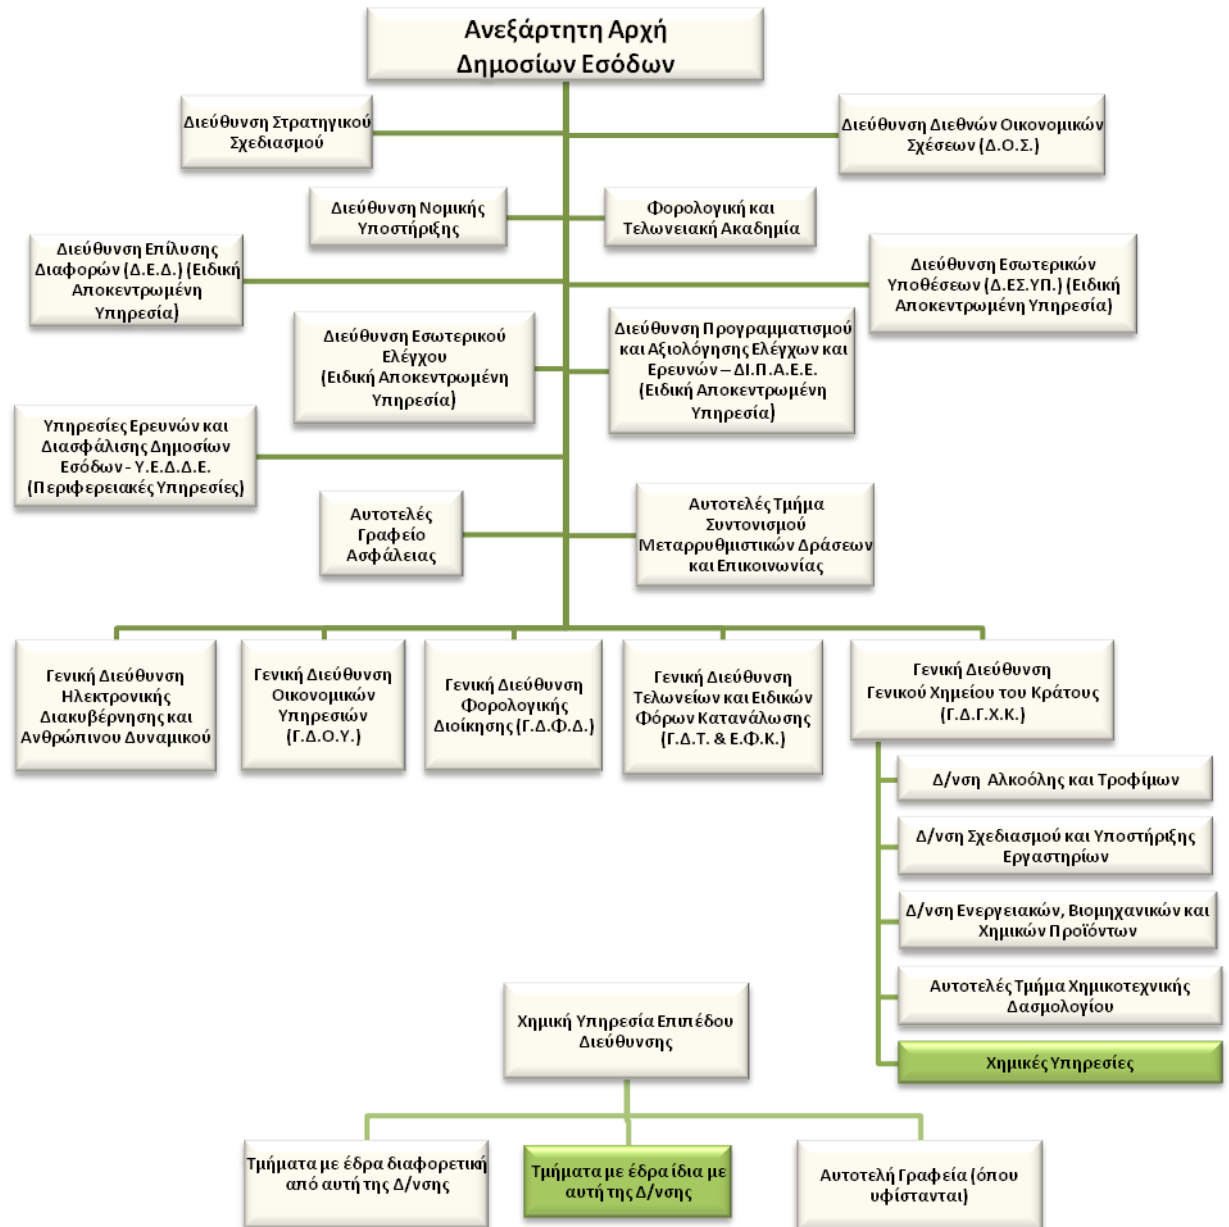 Ανεξάρτητη Αρχή
Δημοσίων Εσόδων
Διεύθυνση Στρατηγικού
Σχεδιασμού
Διεύθυνση Διεθνών Οικονομικών
Σχέσεων (Δ.Ο.Σ.)
Διεύθυνση Νομικής
Υποστήριξης
Φορολογική και
Τελωνειακή Ακαδημία
Διεύθυνση Επίλυσης
Διαφορών (Δ.Ε.Δ.) (Ειδική
Αποκεντρωμένη
Υπηρεσία)
Διεύθυνση Εσωτερικών
Υποθέσεων (Δ.ΕΣ.ΥΠ.) (Ειδική
Αποκεντρωμένη Υπηρεσία)
Διεύθυνση Εσωτερικού
Ελέγχου
(Ειδική Αποκεντρωμένη
Υπηρεσία)
Διεύθυνση Προγραμματισμού
και Αξιολόγησης Ελέγχων και
Ερευνών – ΔΙ.Π.Α.Ε.Ε.
(Ειδική Αποκεντρωμένη
Υπηρεσία)
Υπηρεσίες Ερευνών και
Διασφάλισης Δημοσίων
Εσόδων - Υ.Ε.Δ.Δ.Ε.
(Περιφερειακές Υπηρεσίες)
Αυτοτελές
Γραφείο
Ασφάλειας
Αυτοτελές Τμήμα
Συντονισμού
Μεταρρυθμιστικών Δράσεων
και Επικοινωνίας
Γενική Διεύθυνση
Ηλεκτρονικής
Διακυβέρνησης και
Ανθρώπινου Δυναμικού
Γενική Διεύθυνση
Οικονομικών
Υπηρεσιών
(Γ.Δ.Ο.Υ.)
Γενική Διεύθυνση
Φορολογικής
Διοίκησης (Γ.Δ.Φ.Δ.)
Γενική Διεύθυνση
Τελωνείων και Ειδικών
Φόρων Κατανάλωσης
(Γ.Δ.Τ. & Ε.Φ.Κ.)
Γενική Διεύθυνση
Γενικού Χημείου του Κράτους
(Γ.Δ.Γ.Χ.Κ.)
Δ/νση Αλκοόλης και Τροφίμων
Δ/νση Σχεδιασμού και Υποστήριξης
Εργαστηρίων
Δ/νση Ενεργειακών, Βιομηχανικών και
Χημικών Προϊόντων
Αυτοτελές Τμήμα Χημικοτεχνικής
Δασμολογίου
Χημικές Υπηρεσίες
Χημική Υπηρεσία Επιπέδου
Διεύθυνσης
Τμήματα με έδρα διαφορετική
από αυτή της Δ/νσης
Τμήματα με έδρα ίδια με
αυτή της Δ/νσης
Αυτοτελή Γραφεία (όπου
υφίστανται)